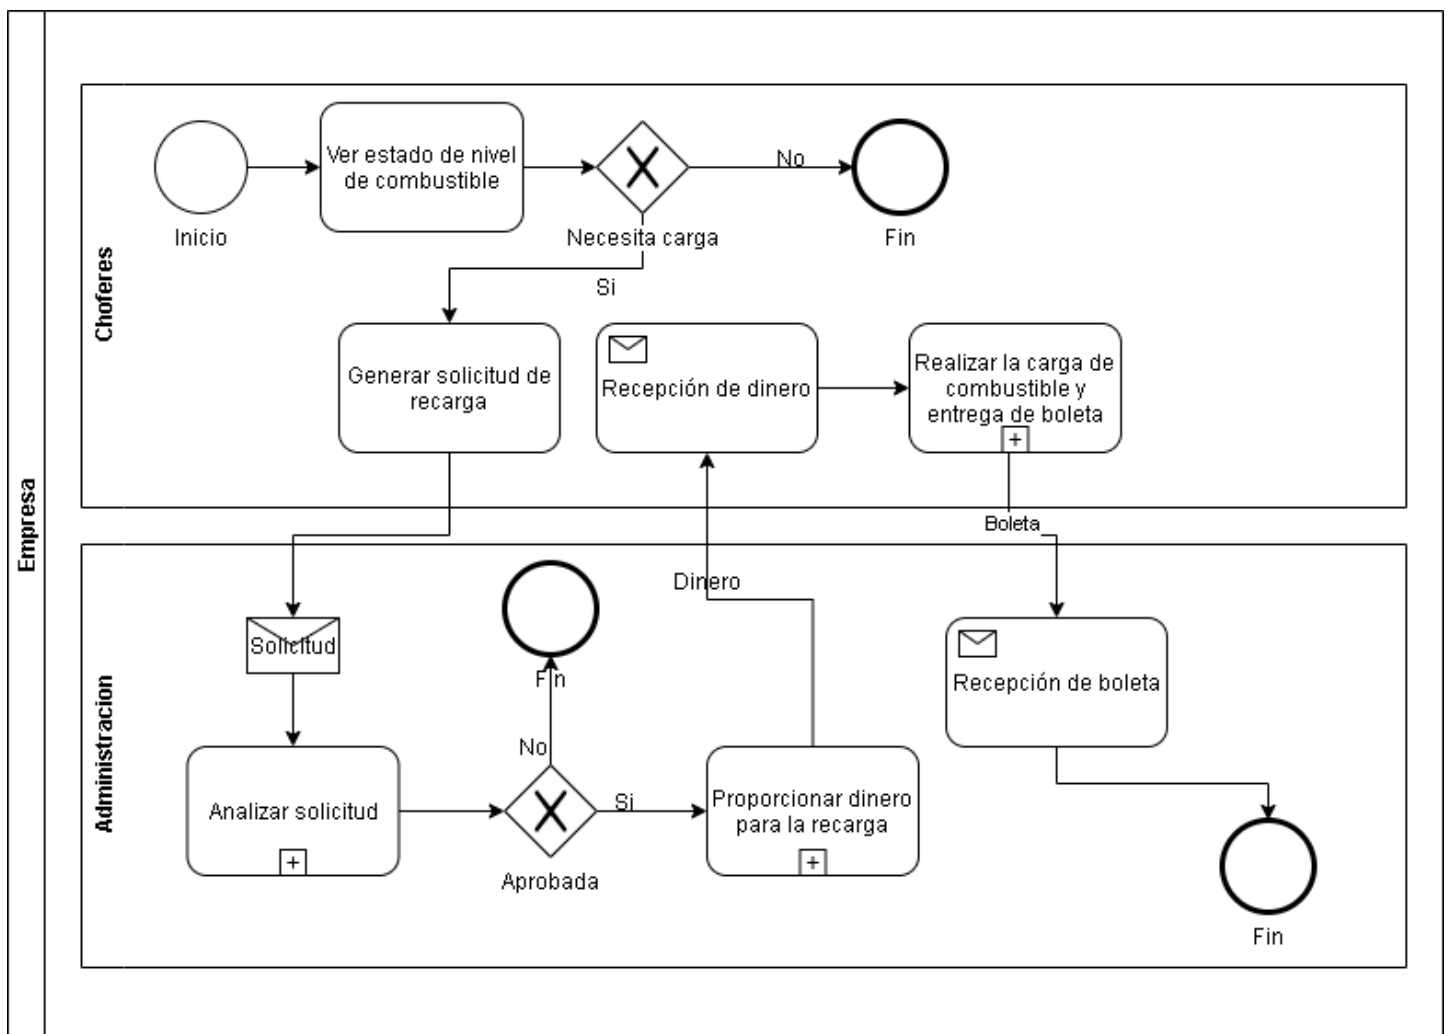 Empresa
Choferes
Inicio
Ver estado de nivel
de combustible
Necesita carga
No
Fin
Si
Generar solicitud de
recarga
Recepción de dinero
Realizar la carga de
combustible y
entrega de boleta
Boleta
Administracion
Solicitud
Analizar solicitud
Fin
No
Aprobada
Si
Dinero
Proporcionar dinero
para la recarga
Recepción de boleta
Fin